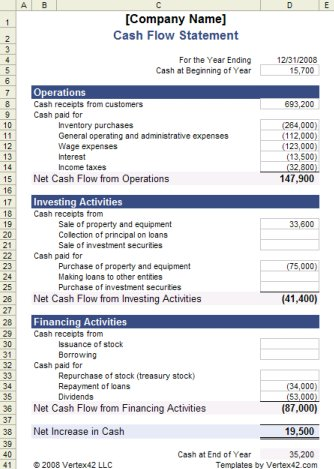 A B C D E
1 [Company Name]
2 Cash Flow Statement
3
4 For the Year Ending 12/31/2008
5 Cash at Beginning of Year 15,700
6
7 Operations
8 Cash receipts from customers 693,200
9 Cash paid for
10 Inventory purchases (264,000)
11 General operating and administrative expenses (112,000)
12 Wage expenses (123,000)
13 Interest (13,500)
14 Income taxes (32,800)
15 Net Cash Flow from Operations 147,900
16
17 Investing Activities
18 Cash receipts from
19 Sale of property and equipment 33,600
20 Collection of principal on loans
21 Sale of investment securities
22 Cash paid for
23 Purchase of property and equipment (75,000)
24 Making loans to other entities
25 Purchase of investment securities
26 Net Cash Flow from Investing Activities (41,400)
27
28 Financing Activities
29 Cash receipts from
30 Issuance of stock
31 Borrowing
32 Cash paid for
33 Repurchase of stock (treasury stock)
34 Repayment of loans (34,000)
35 Dividends (53,000)
36 Net Cash Flow from Financing Activities (87,000)
37
38 Net Increase in Cash 19,500
39
40 Cash at End of Year 35,200
41 © 2008 Vertex42 LLC Templates by Vertex42.com